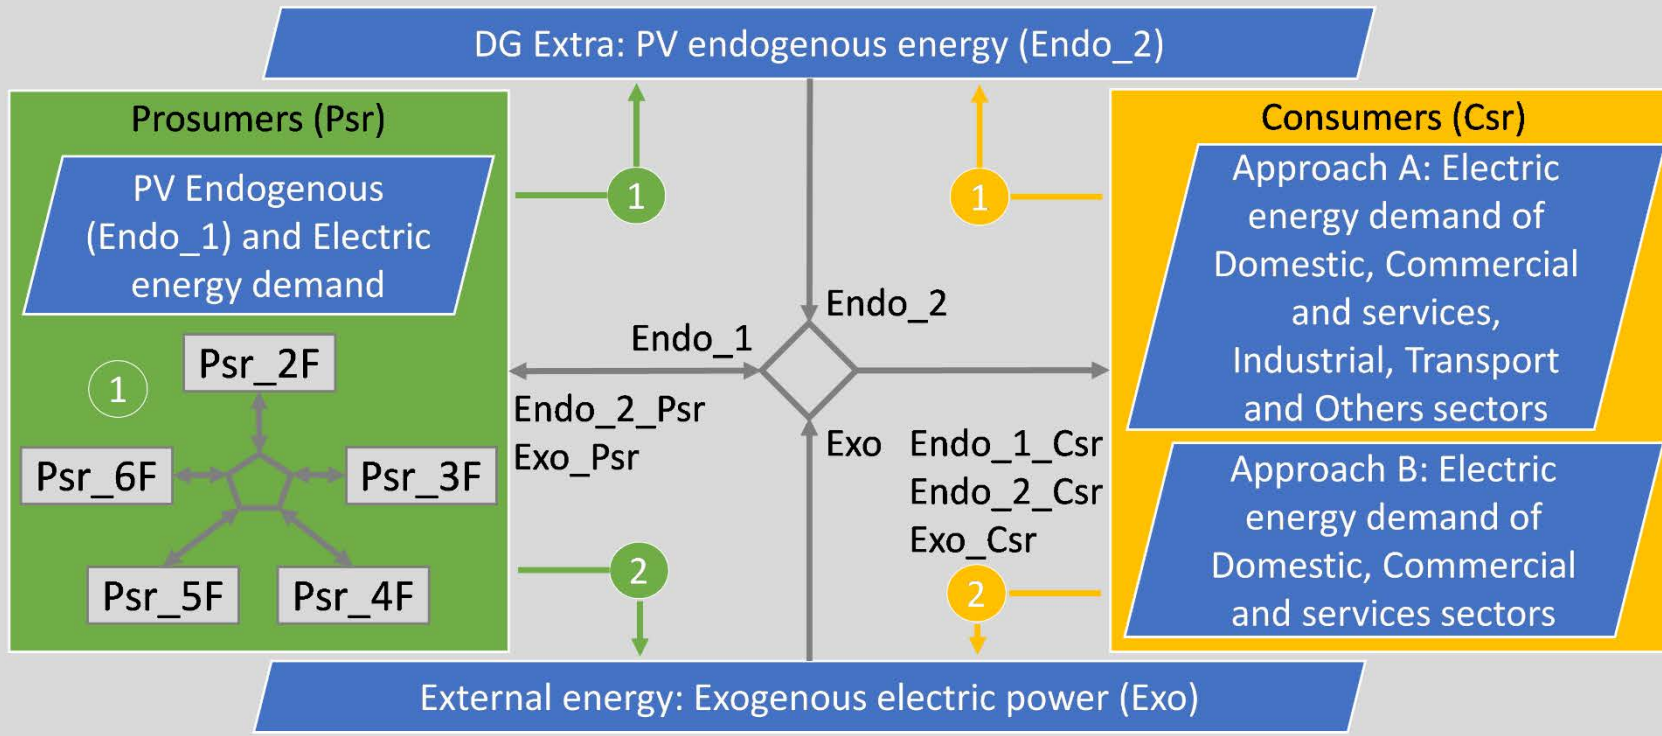 DG Extra: PV endogenous energy (Endo_2)
Prosumers (Psr)
PV Endogenous
(Endo_1) and Electric
energy demand
1
Psr_2F
Psr_6F
Psr_3F
Psr_5F
Psr_4F
1
2
Endo_1
Endo_2
Endo_2_Psr
Exo_Psr
Exo
Endo_1_Csr
Endo_2_Csr
Exo_Csr
1
2
Consumers (Csr)
Approach A: Electric
energy demand of
Domestic, Commercial
and services,
Industrial, Transport
and Others sectors
Approach B: Electric
energy demand of
Domestic, Commercial
and services sectors
External energy: Exogenous electric power (Exo)